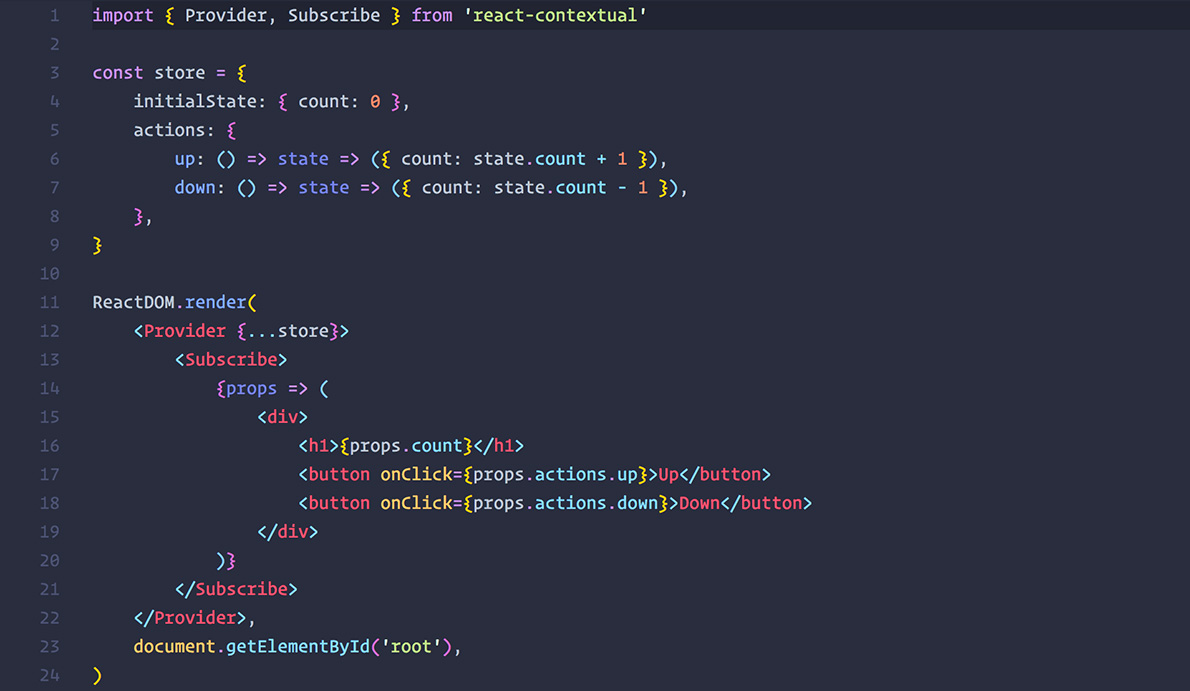 1 import { Provider, Subscribe } from 'react-contextual'
2
3 const store = {
4     initialState: { count: 0 },
5     actions: {
6         up: () => state => ({ count: state.count + 1 }),
7         down: () => state => ({ count: state.count - 1 }),
8     },
9 }
10
11 ReactDOM.render(
12     <Provider {...store}>
13         <Subscribe>
14             {props => (
15                 <div>
16                     <h1>{props.count}</h1>
17                     <button onClick={props.actions.up}>Up</button>
18                     <button onClick={props.actions.down}>Down</button>
19                 </div>
20             )}
21         </Subscribe>
22     </Provider>,
23     document.getElementById('root'),
24 )